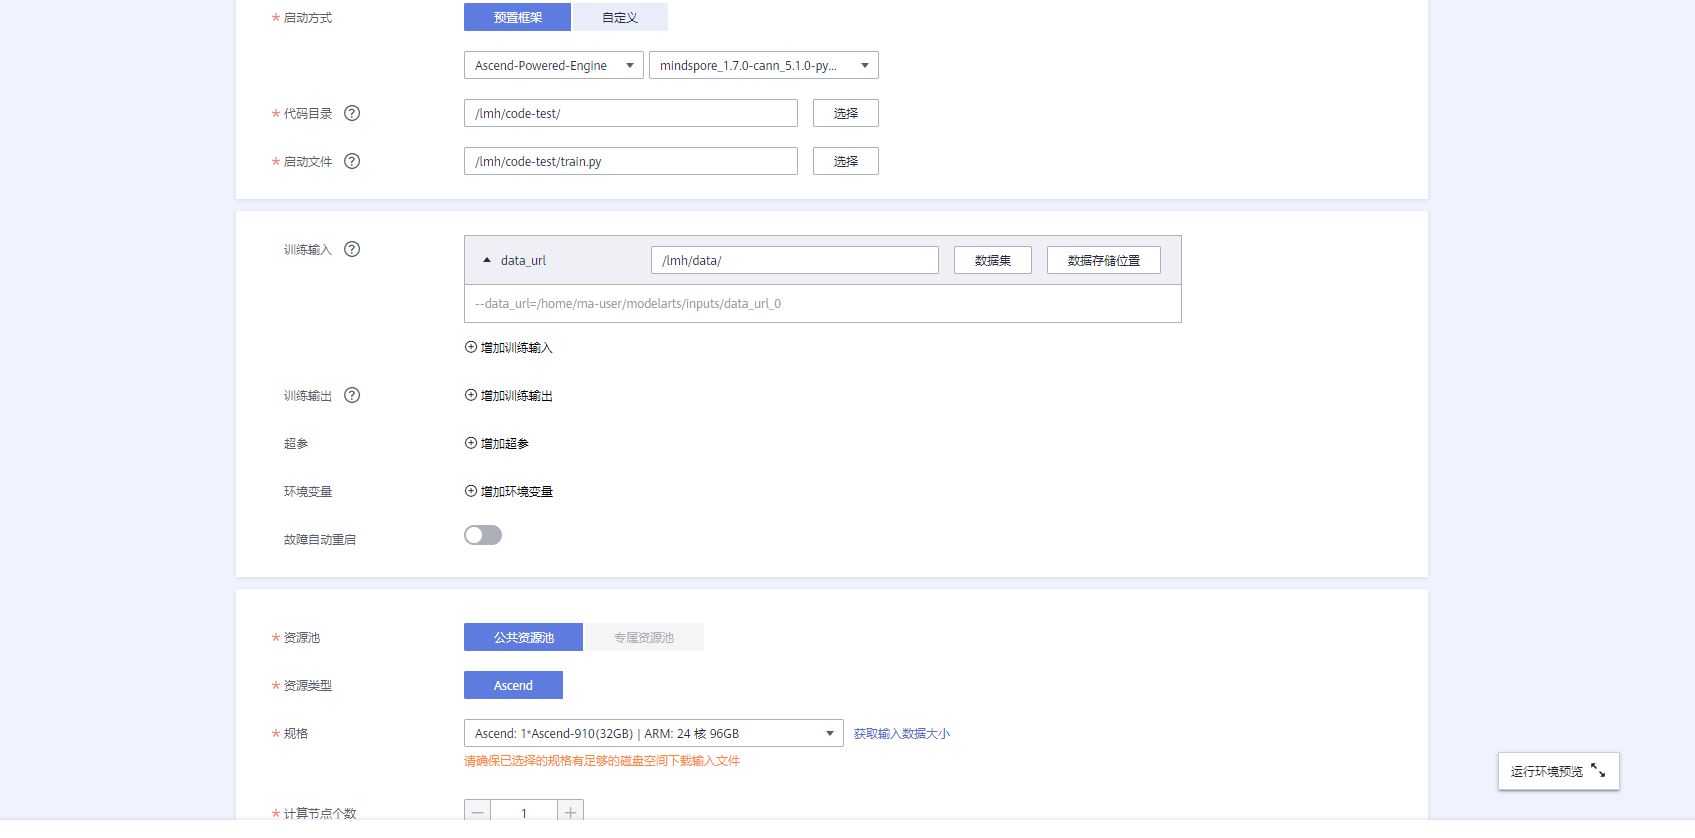 * 启动方式 预置框架 自定义
Ascend-Powered-Engine mindspore_1.7.0-cann_5.1.0-py...
* 代码目录 ? /lmh/code-test/ 选择
* 启动文件 ? /lmh/code-test/train.py 选择
训练输入 ? data_url /lmh/data/ 数据集 数据存储位置
--data_url=/home/ma-user/modelarts/inputs/data_url_0
增加训练输入
训练输出 ? 增加训练输出
超参 增加超参
环境变量 增加环境变量
故障自动重启
* 资源池 公共资源池 专属资源池
* 资源类型 Ascend
* 规格 Ascend: 1*Ascend-910(32GB) | ARM: 24 核 96GB 获取输入数据大小
请确保已选择的规格有足够的磁盘空间下载输入文件
运行环境预览
* 计算节点个数 1